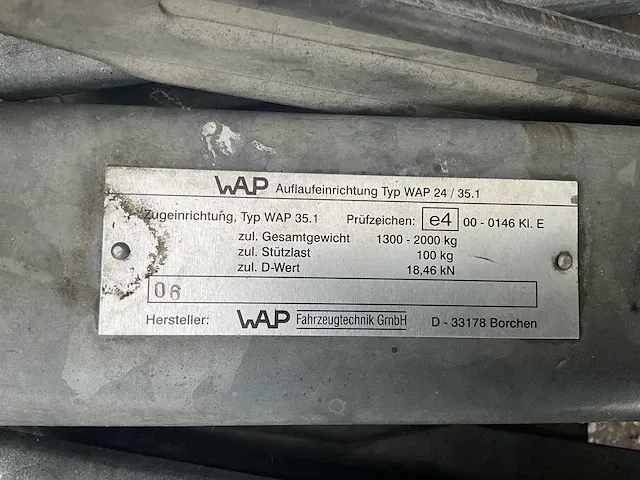 WAP Auflaufeinrichtung Typ WAP 24 / 35.1
Zugeinrichtung, Typ WAP 35.1 Prüfzeichen: e4 00 - 0146 Kl. E
zul. Gesamtgewicht 1300 - 2000 kg
zul. Stützlast 100 kg
zul. D-Wert 18,46 kN
06
Hersteller: WAP Fahrzeugtechnik GmbH D - 33178 Borchen